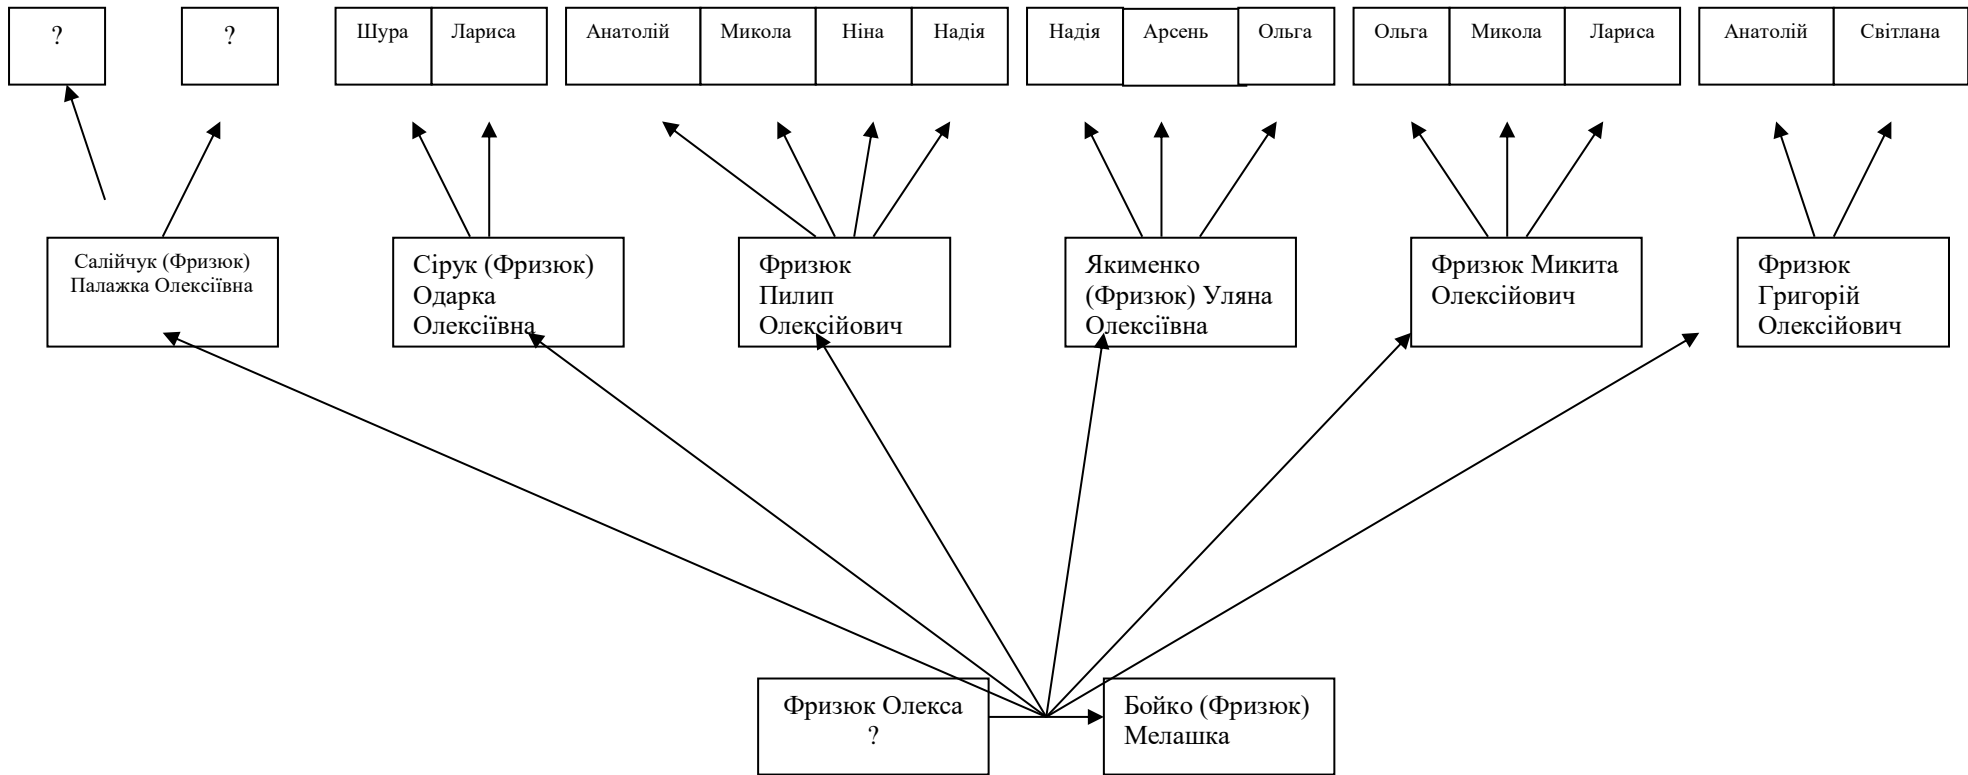 ?
?
Шура
Лариса
Анатолій
Микола
Ніна
Надія
Надія
Арсень
Ольга
Ольга
Микола
Лариса
Анатолій
Світлана
Салійчук (Фризюк)
Палажка Олексіївна
Сірук (Фризюк)
Одарка
Олексіївна
Фризюк
Пилип
Олексійович
Якименко
(Фризюк) Уляна
Олексіївна
Фризюк Микита
Олексійович
Фризюк
Григорій
Олексійович
Фризюк Олекса
?
Бойко (Фризюк)
Мелашка